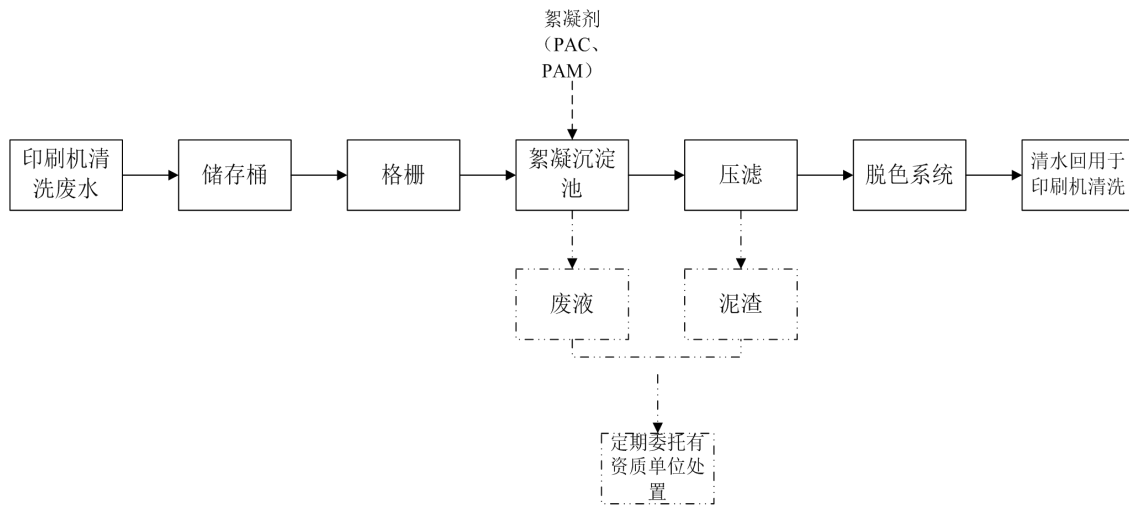 絮凝剂
（PAC、
PAM）
印刷机清
洗废水
储存桶
格栅
絮凝沉淀
池
压滤
脱色系统
清水回用于
印刷机清洗
废液
泥渣
定期委托有
资质单位处
置